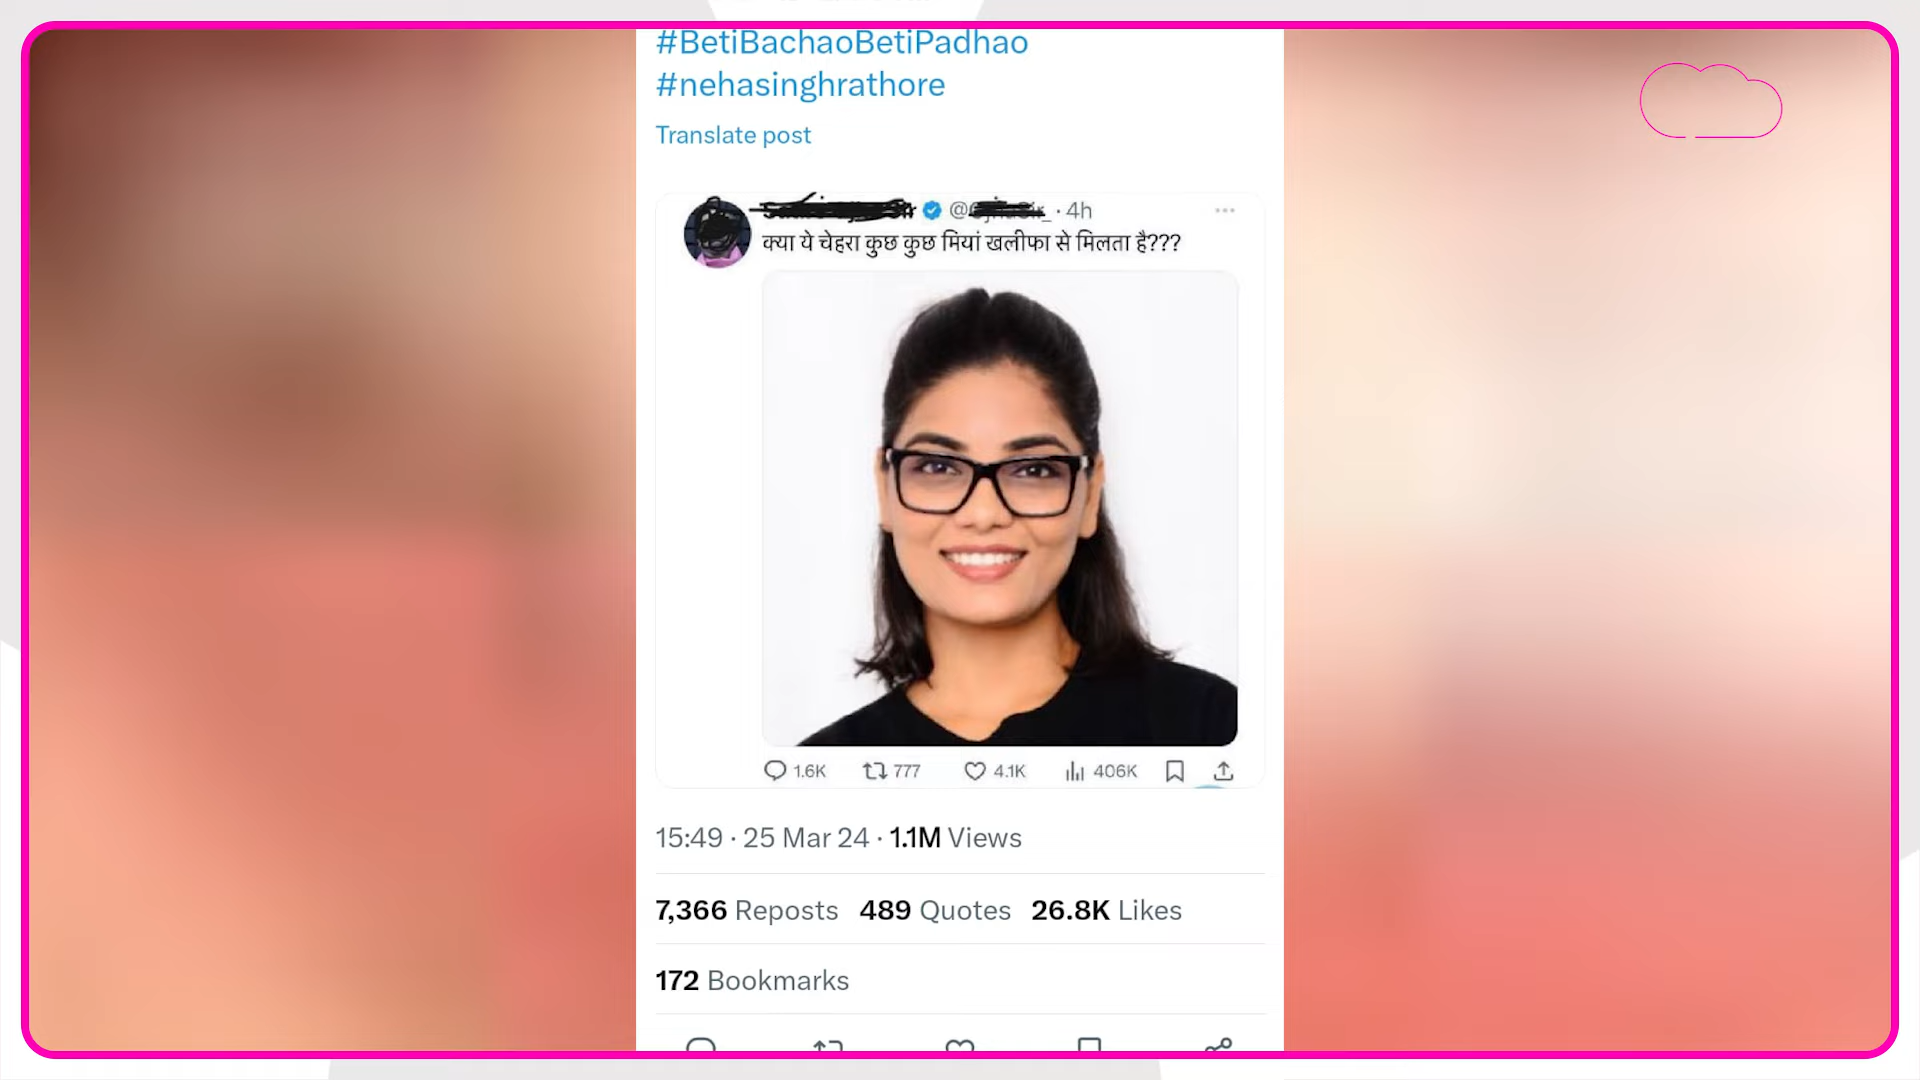 #BetiBachaoBetiPadhao
#nehasinghrathore
Translate post
@ · 4h
क्या ये चेहरा कुछ कुछ मियां खलीफा से मिलता है???
1.6K 777 4.1K 406K
15:49 · 25 Mar 24 · 1.1M Views
7,366 Reposts 489 Quotes 26.8K Likes
172 Bookmarks